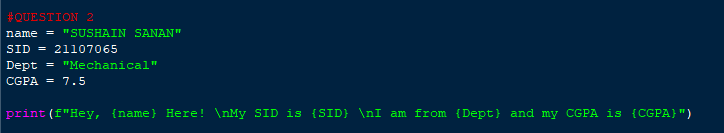 #QUESTION 2
name = "SUSHAIN SANAN"
SID = 21107065
Dept = "Mechanical"
CGPA = 7.5
print(f"Hey, {name} Here! \nMy SID is {SID} \nI am from {Dept} and my CGPA is {CGPA}")